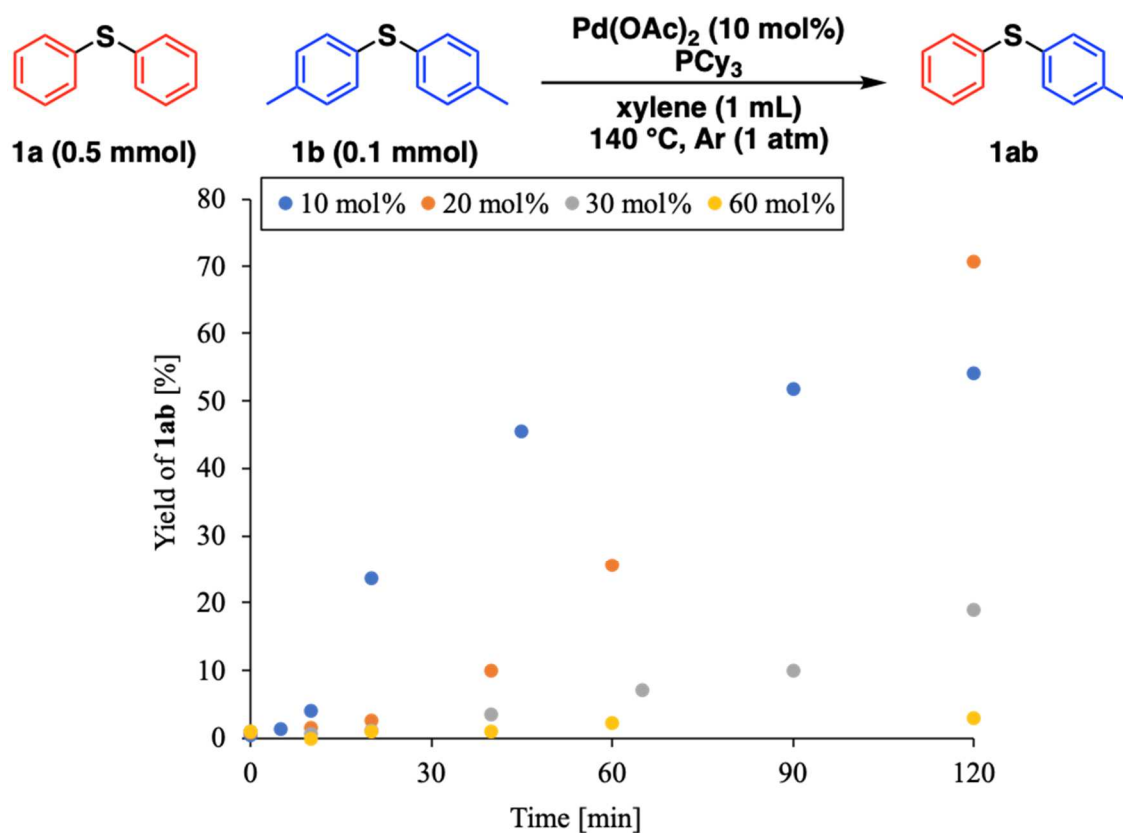 S
S
Pd(OAc)2 (10 mol%)
PCy3
S
xylene (1 mL)
140 °C, Ar (1 atm)
1a (0.5 mmol)
1b (0.1 mmol)
1ab
10 mol%
20 mol%
30 mol%
60 mol%
80
70
60
50
40
30
20
10
0
Yield of 1ab [%]
0
30
60
90
120
Time [min]